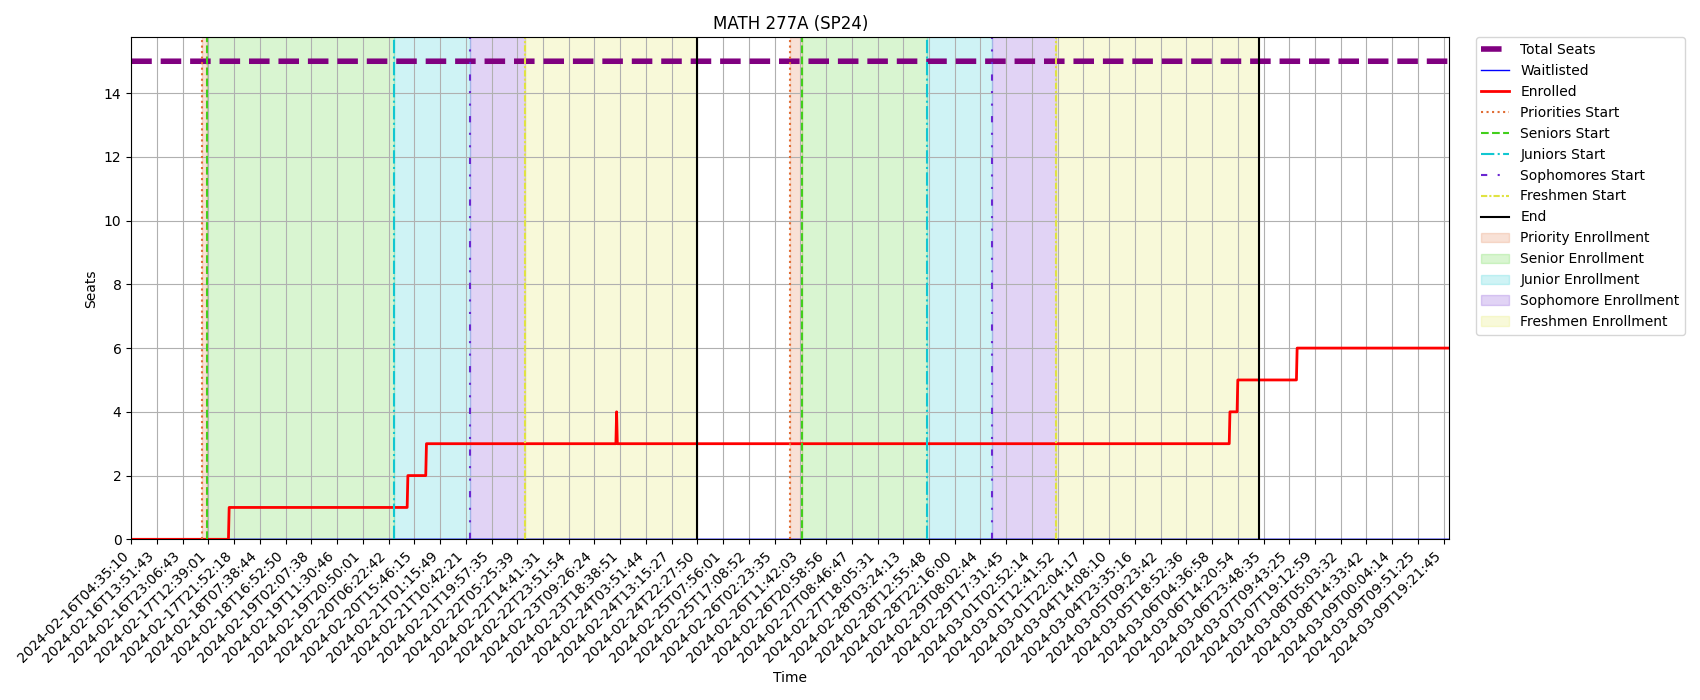 MATH 277A (SP24)
Seats
14
12
10
8
6
4
2
0
2024-02-16T04:35:10
2024-02-16T13:51:43
2024-02-16T23:06:43
2024-02-17T12:39:01
2024-02-17T21:52:18
2024-02-18T07:38:44
2024-02-18T16:52:50
2024-02-19T02:07:38
2024-02-19T11:30:46
2024-02-19T20:50:01
2024-02-20T06:22:42
2024-02-20T15:46:15
2024-02-21T01:15:49
2024-02-21T10:42:21
2024-02-21T19:57:35
2024-02-22T05:25:39
2024-02-22T14:41:31
2024-02-22T23:51:54
2024-02-23T09:26:24
2024-02-23T18:38:51
2024-02-24T03:51:44
2024-02-24T13:15:27
2024-02-24T22:27:50
2024-02-25T07:56:01
2024-02-25T17:08:52
2024-02-26T02:23:35
2024-02-26T11:42:03
2024-02-26T20:58:56
2024-02-27T08:46:47
2024-02-27T18:05:31
2024-02-28T03:24:13
2024-02-28T12:55:48
2024-02-28T22:16:00
2024-02-29T08:02:44
2024-02-29T17:31:45
2024-03-01T02:52:14
2024-03-01T12:41:52
2024-03-01T22:04:17
2024-03-04T14:08:10
2024-03-04T23:35:16
2024-03-05T09:23:42
2024-03-05T18:52:36
2024-03-06T04:36:58
2024-03-06T14:20:54
2024-03-06T23:48:35
2024-03-07T09:43:25
2024-03-07T19:12:59
2024-03-08T05:03:32
2024-03-08T14:33:42
2024-03-09T00:04:14
2024-03-09T09:51:25
2024-03-09T19:21:45
Time
Total Seats
Waitlisted
Enrolled
Priorities Start
Seniors Start
Juniors Start
Sophomores Start
Freshmen Start
End
Priority Enrollment
Senior Enrollment
Junior Enrollment
Sophomore Enrollment
Freshmen Enrollment